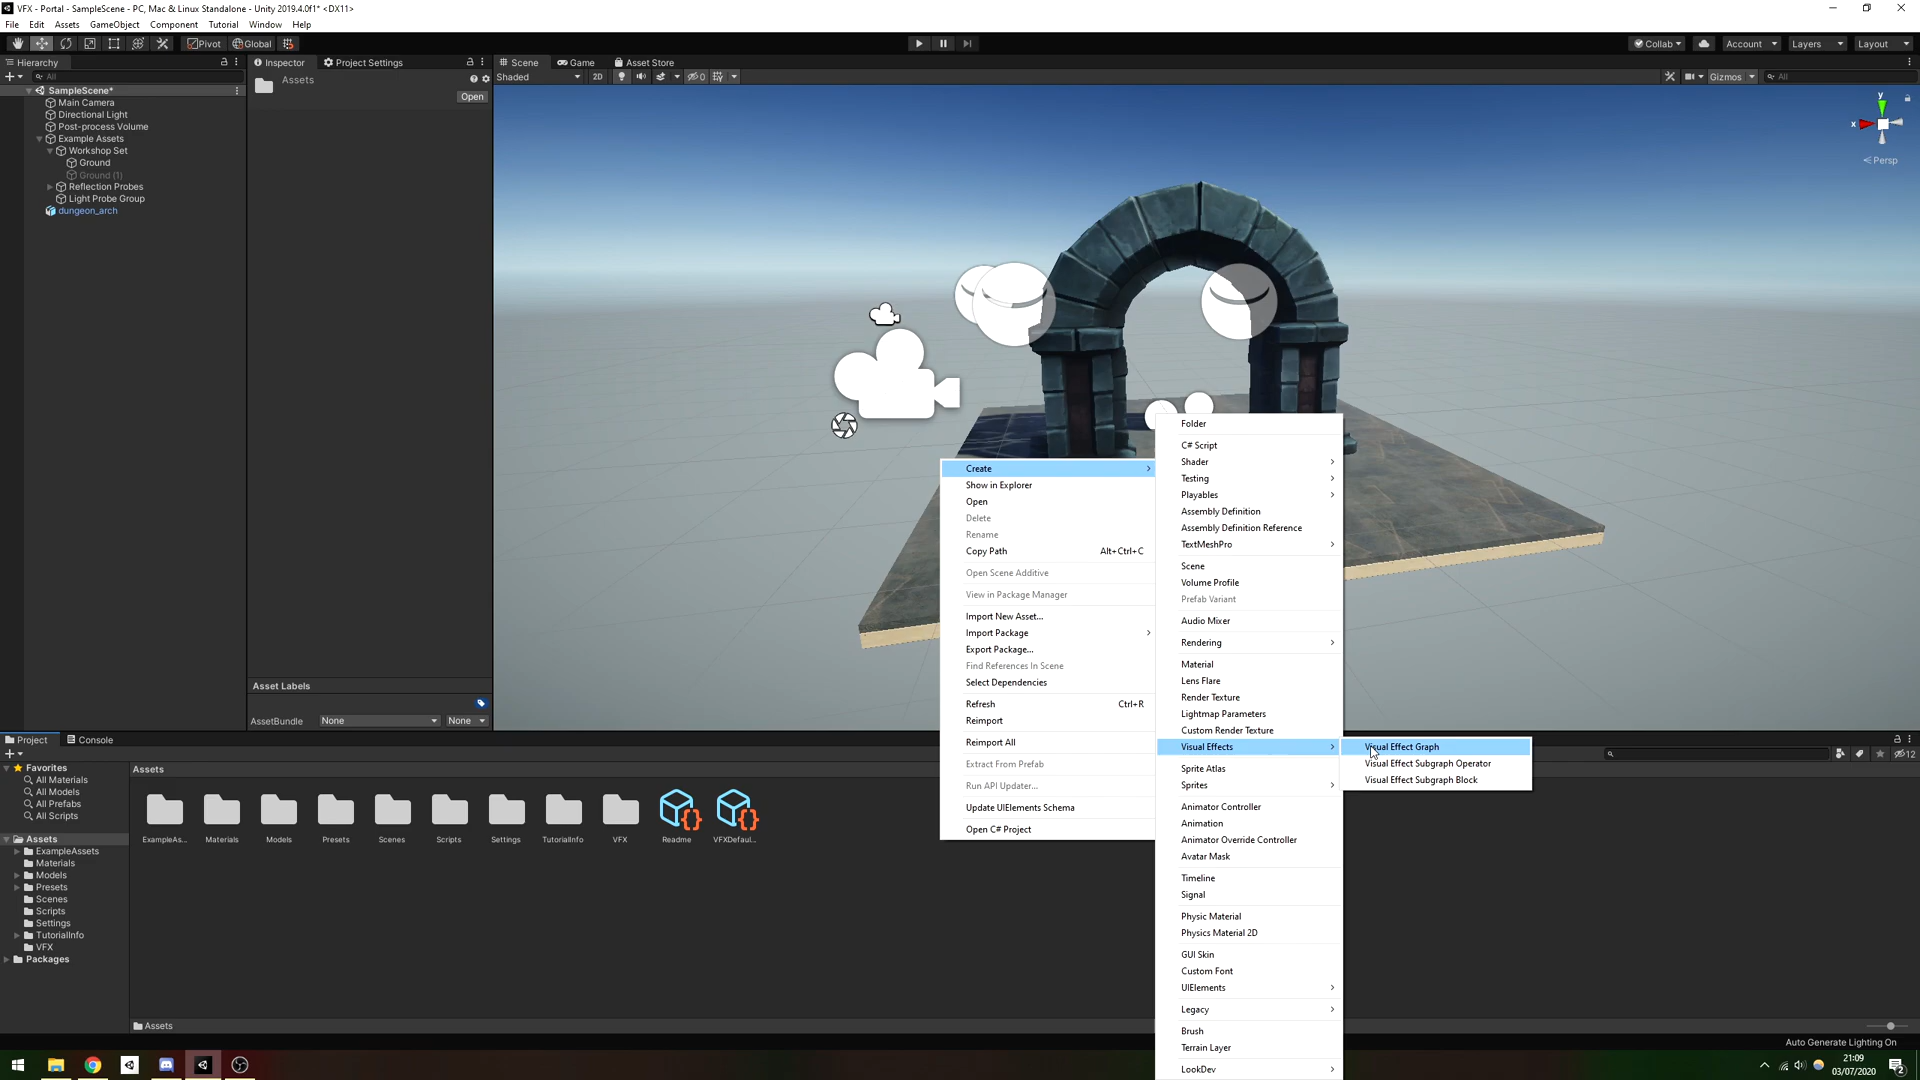 VFX - Portal - SampleScene - PC, Mac & Linux Standalone - Unity 2019.4.0f1* <DX11>
File Edit Assets GameObject Component Tutorial Window Help
Pivot Global Collab Account Layers Layout
Hierarchy
All
SampleScene*
Main Camera
Directional Light
Post-process Volume
Example Assets
Workshop Set
Ground
Ground (1)
Reflection Probes
Light Probe Group
dungeon_arch
Inspector Project Settings
Assets
Open
Asset Labels
AssetBundle None None
Scene Game Asset Store
Shaded 2D 0 Gizmos All
y
x
Persp
Create
Show in Explorer
Open
Delete
Rename
Copy Path Alt+Ctrl+C
Open Scene Additive
View in Package Manager
Import New Asset...
Import Package
Export Package...
Find References In Scene
Select Dependencies
Refresh Ctrl+R
Reimport
Reimport All
Extract From Prefab
Run API Updater...
Update UIElements Schema
Open C# Project
Folder
C# Script
Shader
Testing
Playables
Assembly Definition
Assembly Definition Reference
TextMeshPro
Scene
Volume Profile
Prefab Variant
Audio Mixer
Rendering
Material
Lens Flare
Render Texture
Lightmap Parameters
Custom Render Texture
Visual Effects
Sprite Atlas
Sprites
Animator Controller
Animation
Animator Override Controller
Avatar Mask
Timeline
Signal
Physic Material
Physics Material 2D
GUI Skin
Custom Font
UIElements
Legacy
Brush
Terrain Layer
LookDev
Visual Effect Graph
Visual Effect Subgraph Operator
Visual Effect Subgraph Block
Project Console
12
Favorites
All Materials
All Models
All Prefabs
All Scripts
Assets
ExampleAssets
Materials
Models
Presets
Scenes
Scripts
Settings
TutorialInfo
VFX
Packages
Assets
ExampleAs... Materials Models Presets Scenes Scripts Settings TutorialInfo VFX Readme VFXDefaul...
Assets
Auto Generate Lighting On
21:09
03/07/2020
2